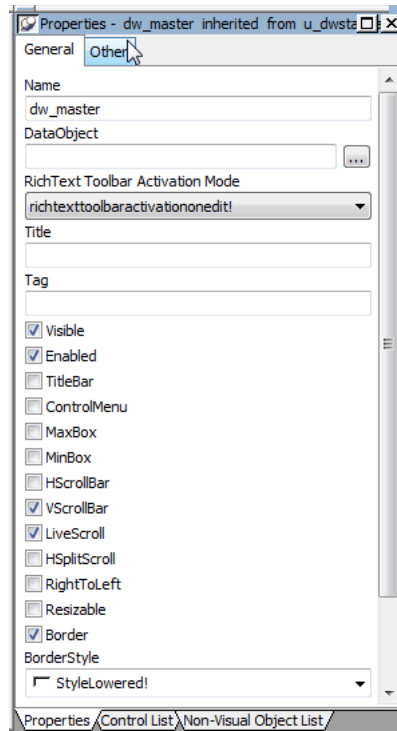 Properties - dw_master inherited from u_dwsta
General Other
Name
dw_master
DataObject
...
RichText Toolbar Activation Mode
richtexttoolbaractivationonedit!
Title
Tag
Visible
Enabled
TitleBar
ControlMenu
MaxBox
MinBox
HScrollBar
VScrollBar
LiveScroll
HSplitScroll
RightToLeft
Resizable
Border
BorderStyle
StyleLowered!
Properties Control List Non-Visual Object List